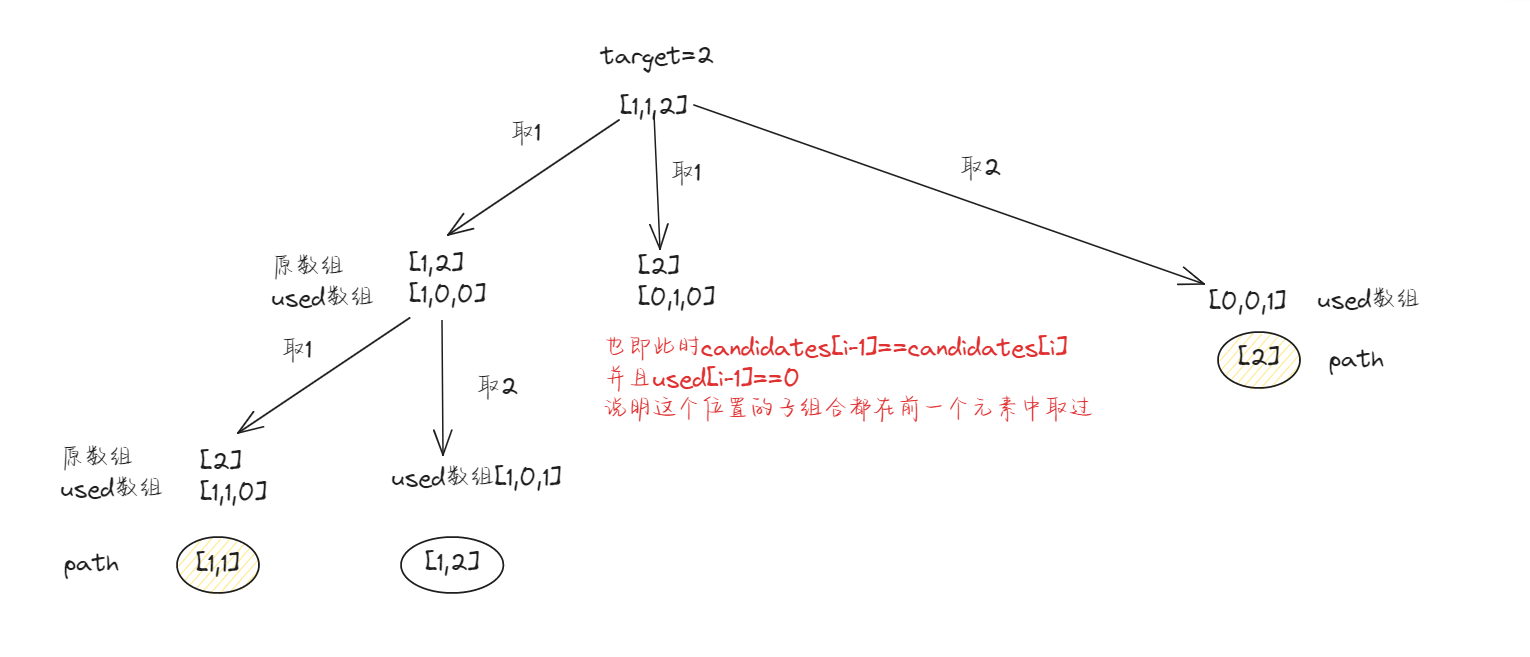 target=2
[1,1,2]
取1
取1
取2
原数组 [1,2]
used数组 [1,0,0]
[2]
[0,1,0]
[0,0,1] used数组
[2] path
也即此时candidates[i-1]==candidates[i]
并且used[i-1]==0
说明这个位置的子组合都在前一个元素中取过
取1
取2
原数组 [2]
used数组 [1,1,0]
used数组[1,0,1]
path [1,1]
[1,2]